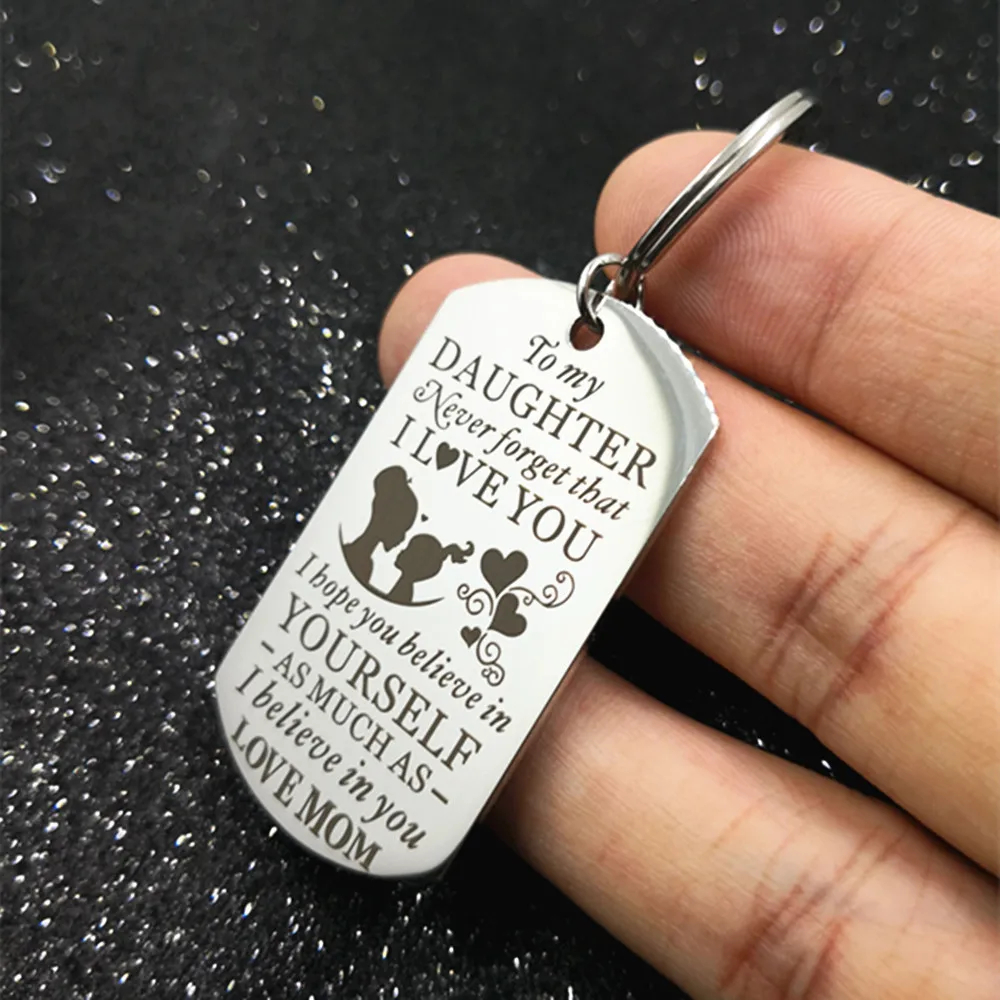 To my
DAUGHTER
Never forget that
I LOVE YOU
I hope you believe in
YOURSELF
- AS MUCH AS -
I believe in you
LOVE MOM